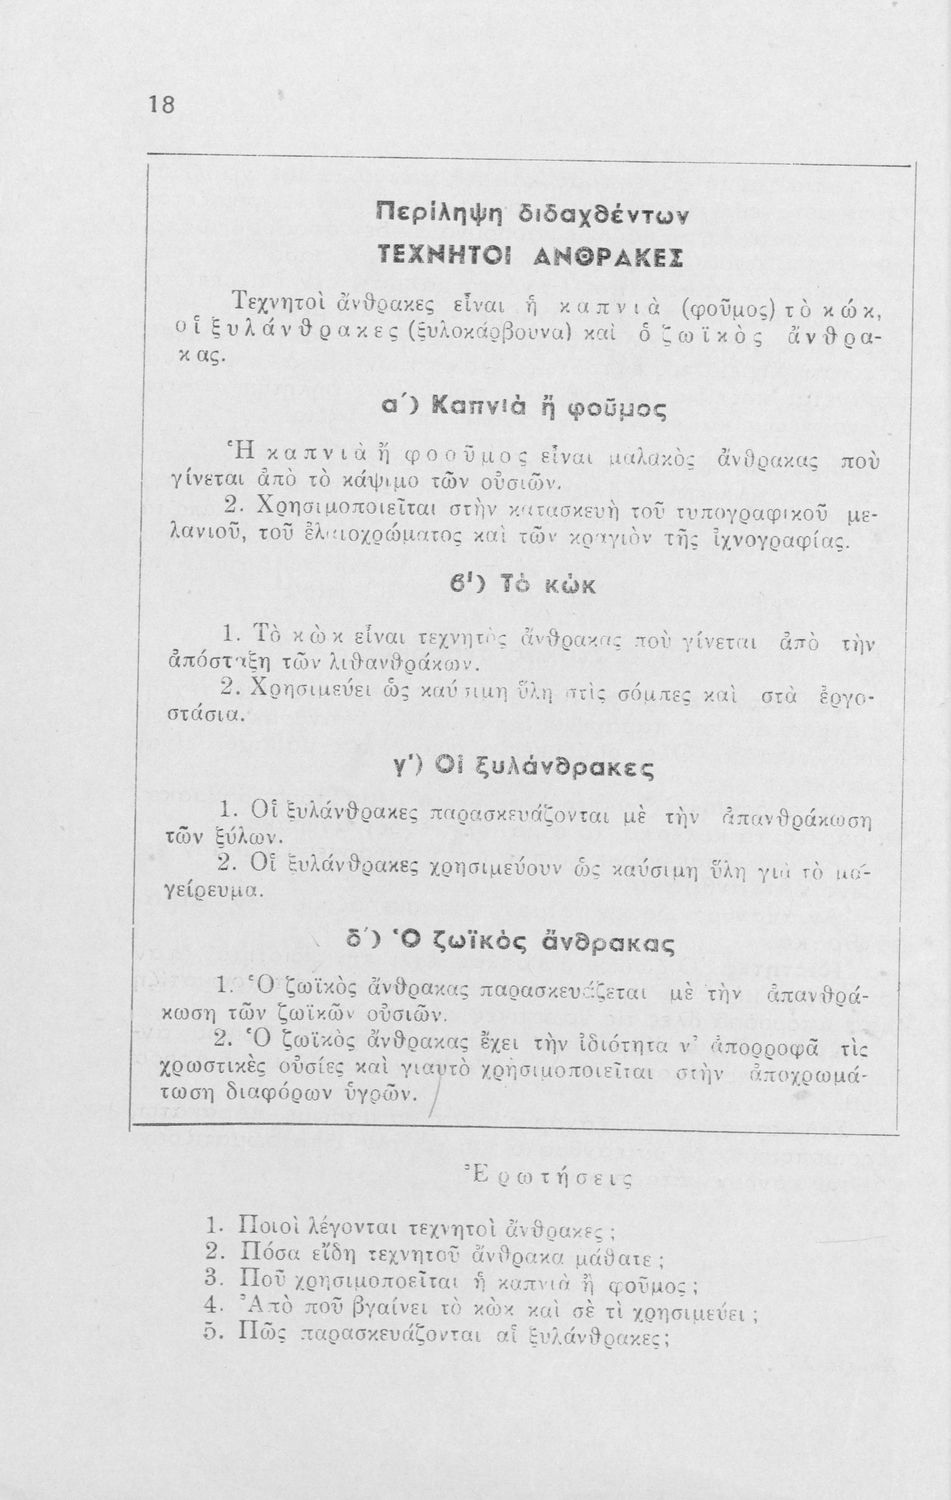 18
Περίληψη διδαχθέντων
ΤΕΧΝΗΤΟΙ ΑΝΘΡΑΚΕΣ
Τεχνητοὶ ἄνθρακες εἶναι ἡ καπνιὰ (φοῦμος) τὸ κώκ,
οἱ ξυλάνθρακες (ξυλοκάρβουνα) καὶ ὁ ζωϊκὸς ἄνθρα-
κας.
α΄) Καπνιὰ ἤ φοῦμος
Ἡ καπνιὰ ἤ φοοῦμος εἶναι μαλακὸς ἄνθρακας ποὺ
γίνεται ἀπὸ τὸ κάψιμο τῶν οὐσιῶν.
2. Χρησιμοποιεῖται στὴν κατασκευὴ τοῦ τυπογραφικοῦ με-
λανιοῦ, τοῦ ἐλαιοχρώματος καὶ τῶν κραγιὸν τῆς ἰχνογραφίας.
β') Τὸ κὼκ
1. Τὸ κὼκ εἶναι τεχνητὸς ἄνθρακας ποὺ γίνεται ἀπὸ τὴν
ἀπόσταξη τῶν λιθανθράκων.
2. Χρησιμεύει ὡς καύσιμη ὕλη στὶς σόμπες καὶ στὰ ἐργο-
στάσια.
γ') Οἱ ξυλάνθρακες
1. Οἱ ξυλάνθρακες παρασκευάζονται μὲ τὴν ἀπανθράκωση
τῶν ξύλων.
2. Οἱ ξυλάνθρακες χρησιμεύουν ὡς καύσιμη ὕλη γιὰ τὸ μα-
γείρευμα.
δ΄) Ὁ ζωϊκὸς ἄνθρακας
1. Ὁ ζωϊκὸς ἄνθρακας παρασκευάζεται μὲ τὴν ἀπανθρά-
κωση τῶν ζωϊκῶν οὐσιῶν.
2. Ὁ ζωϊκὸς ἄνθρακας ἔχει τὴν ἰδιότητα ν' ἀπορροφᾶ τὶς
χρωστικὲς οὐσίες καὶ γιαυτὸ χρησιμοποιεῖται στὴν ἀποχρωμά-
τωση διαφόρων ὑγρῶν.
Ἐρωτήσεις
1. Ποιοὶ λέγονται τεχνητοὶ ἄνθρακες ;
2. Πόσα εἴδη τεχνητοῦ ἄνθρακα μάθατε ;
3. Ποῦ χρησιμοποεῖται ἡ καπνιὰ ἤ φοῦμος ;
4. Ἀπὸ ποῦ βγαίνει τὸ κὼκ καὶ σὲ τὶ χρησιμεύει ;
5. Πῶς παρασκευάζονται αἱ ξυλάνθρακες;